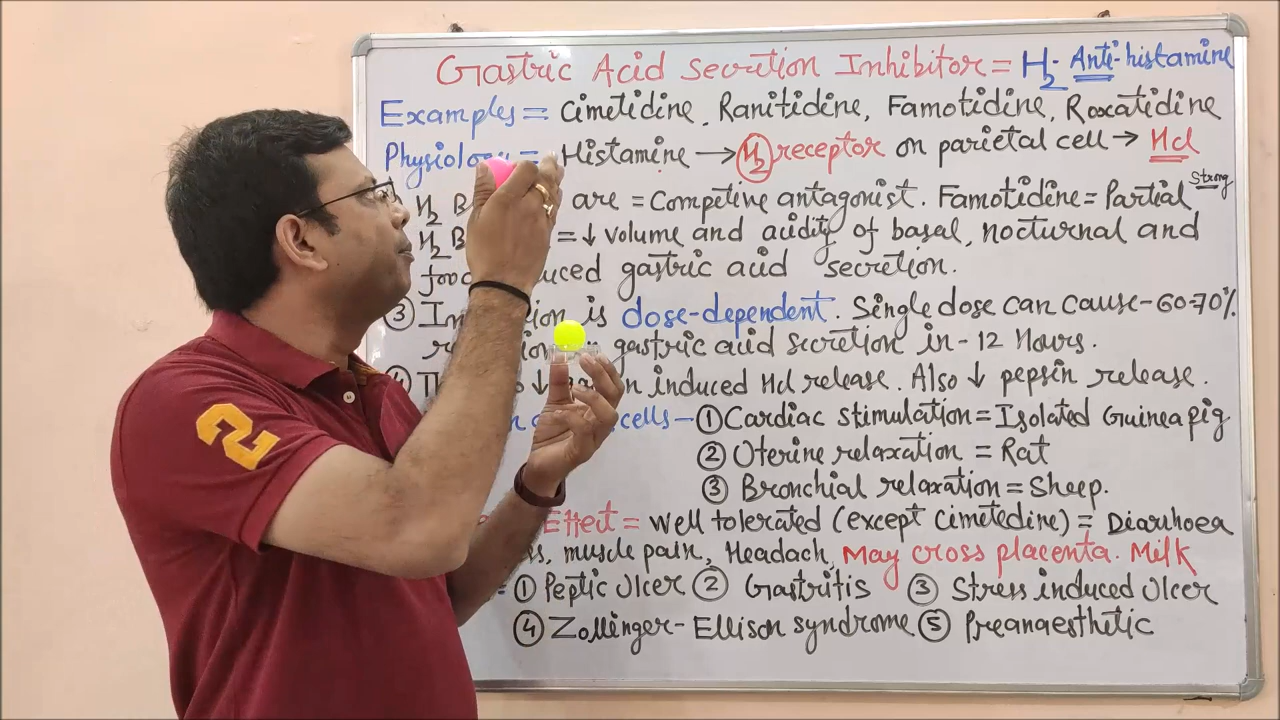 Gastric Acid secretion Inhibitor = H2- Anti-histamine
Examples = Cimetidine, Ranitidine, Famotidine, Roxatidine
Physiology = Histamine → H2 receptor on parietal cell → Hcl
H2 B are = Competive antagonist. Famotidine = Partial Strong
H2 B = ↓ volume and acidity of basal, nocturnal and
food uced gastric acid secretion.
③ In tion is dose-dependent. Single dose can cause - 60-70%
gastric acid secretion in - 12 Hours.
④ ↓ induced Hcl release. Also ↓ pepsin release.
cells - ① Cardiac stimulation = Isolated Guinea pig
② Uterine relaxation = Rat
③ Bronchial relaxation = Sheep.
Effect = well tolerated (except Cimetedine) = Diarrhoea
ss, muscle pain, Headach, May cross placenta. Milk
= ① Peptic Ulcer ② Gastritis ③ Stress induced Ulcer
④ Zollinger-Ellison syndrome ⑤ Preanaesthetic
2